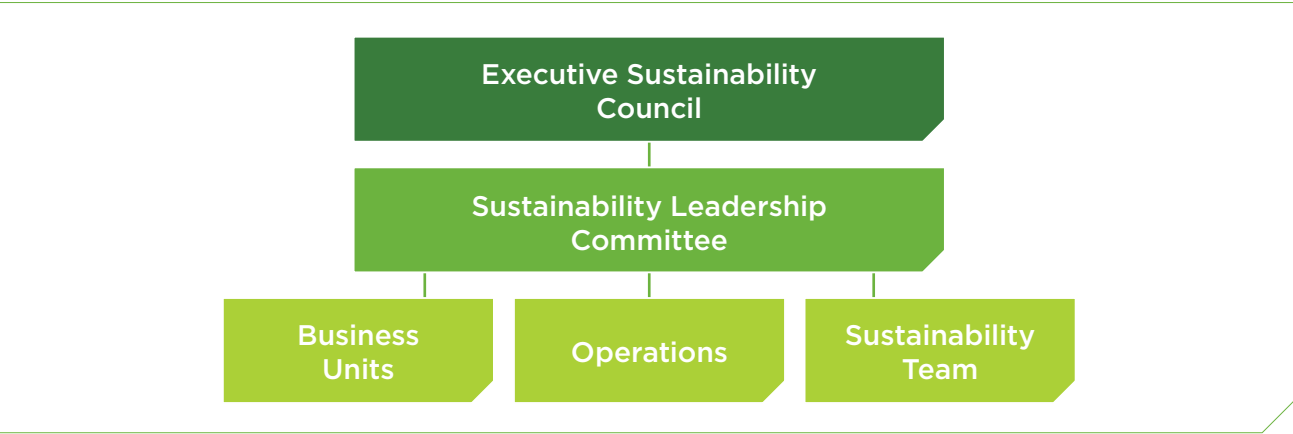 Executive Sustainability
Council
Sustainability Leadership
Committee
Business
Units
Operations
Sustainability
Team